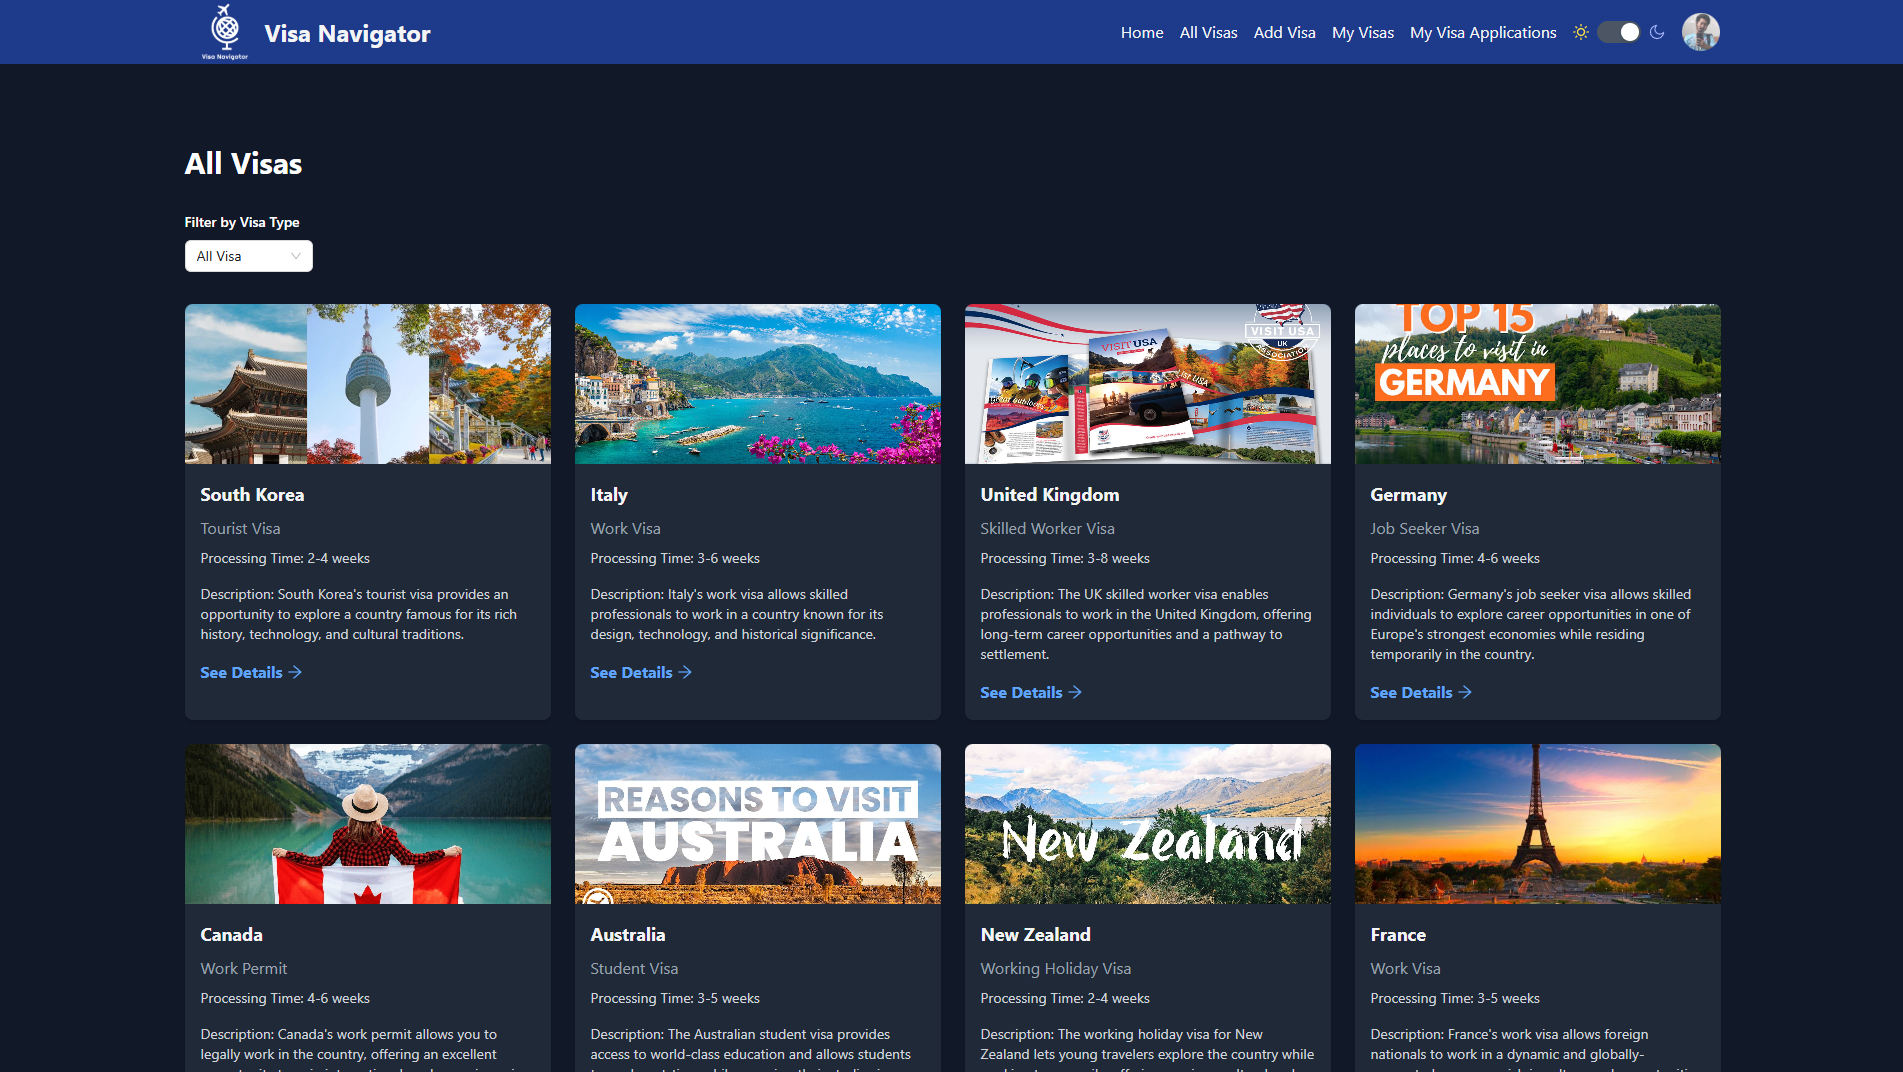 Visa Navigator
Visa Navigator
Home
All Visas
Add Visa
My Visas
My Visa Applications
All Visas
Filter by Visa Type
All Visa
South Korea
Tourist Visa
Processing Time: 2-4 weeks
Description: South Korea's tourist visa provides an
opportunity to explore a country famous for its rich
history, technology, and cultural traditions.
See Details
Italy
Work Visa
Processing Time: 3-6 weeks
Description: Italy's work visa allows skilled
professionals to work in a country known for its
design, technology, and historical significance.
See Details
VISIT USA
UK
ASSOCIATION
VISIT USA
VISIT USA
United Kingdom
Skilled Worker Visa
Processing Time: 3-8 weeks
Description: The UK skilled worker visa enables
professionals to work in the United Kingdom, offering
long-term career opportunities and a pathway to
settlement.
See Details
TOP 15
places to visit in
GERMANY
Germany
Job Seeker Visa
Processing Time: 4-6 weeks
Description: Germany's job seeker visa allows skilled
individuals to explore career opportunities in one of
Europe's strongest economies while residing
temporarily in the country.
See Details
Canada
Work Permit
Processing Time: 4-6 weeks
Description: Canada's work permit allows you to
legally work in the country, offering an excellent
REASONS TO VISIT
AUSTRALIA
Australia
Student Visa
Processing Time: 3-5 weeks
Description: The Australian student visa provides
access to world-class education and allows students
New Zealand
New Zealand
Working Holiday Visa
Processing Time: 2-4 weeks
Description: The working holiday visa for New
Zealand lets young travelers explore the country while
France
Work Visa
Processing Time: 3-5 weeks
Description: France's work visa allows foreign
nationals to work in a dynamic and globally-